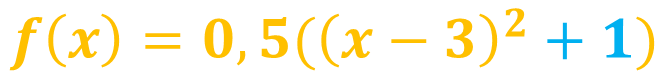 f(x) = 0,5((x − 3)² + 1)